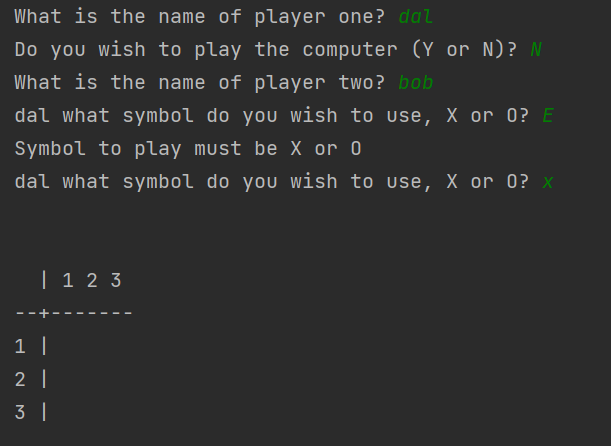 What is the name of player one? dal
Do you wish to play the computer (Y or N)? N
What is the name of player two? bob
dal what symbol do you wish to use, X or O? E
Symbol to play must be X or O
dal what symbol do you wish to use, X or O? x
  | 1 2 3
--+-------
1 |
2 |
3 |